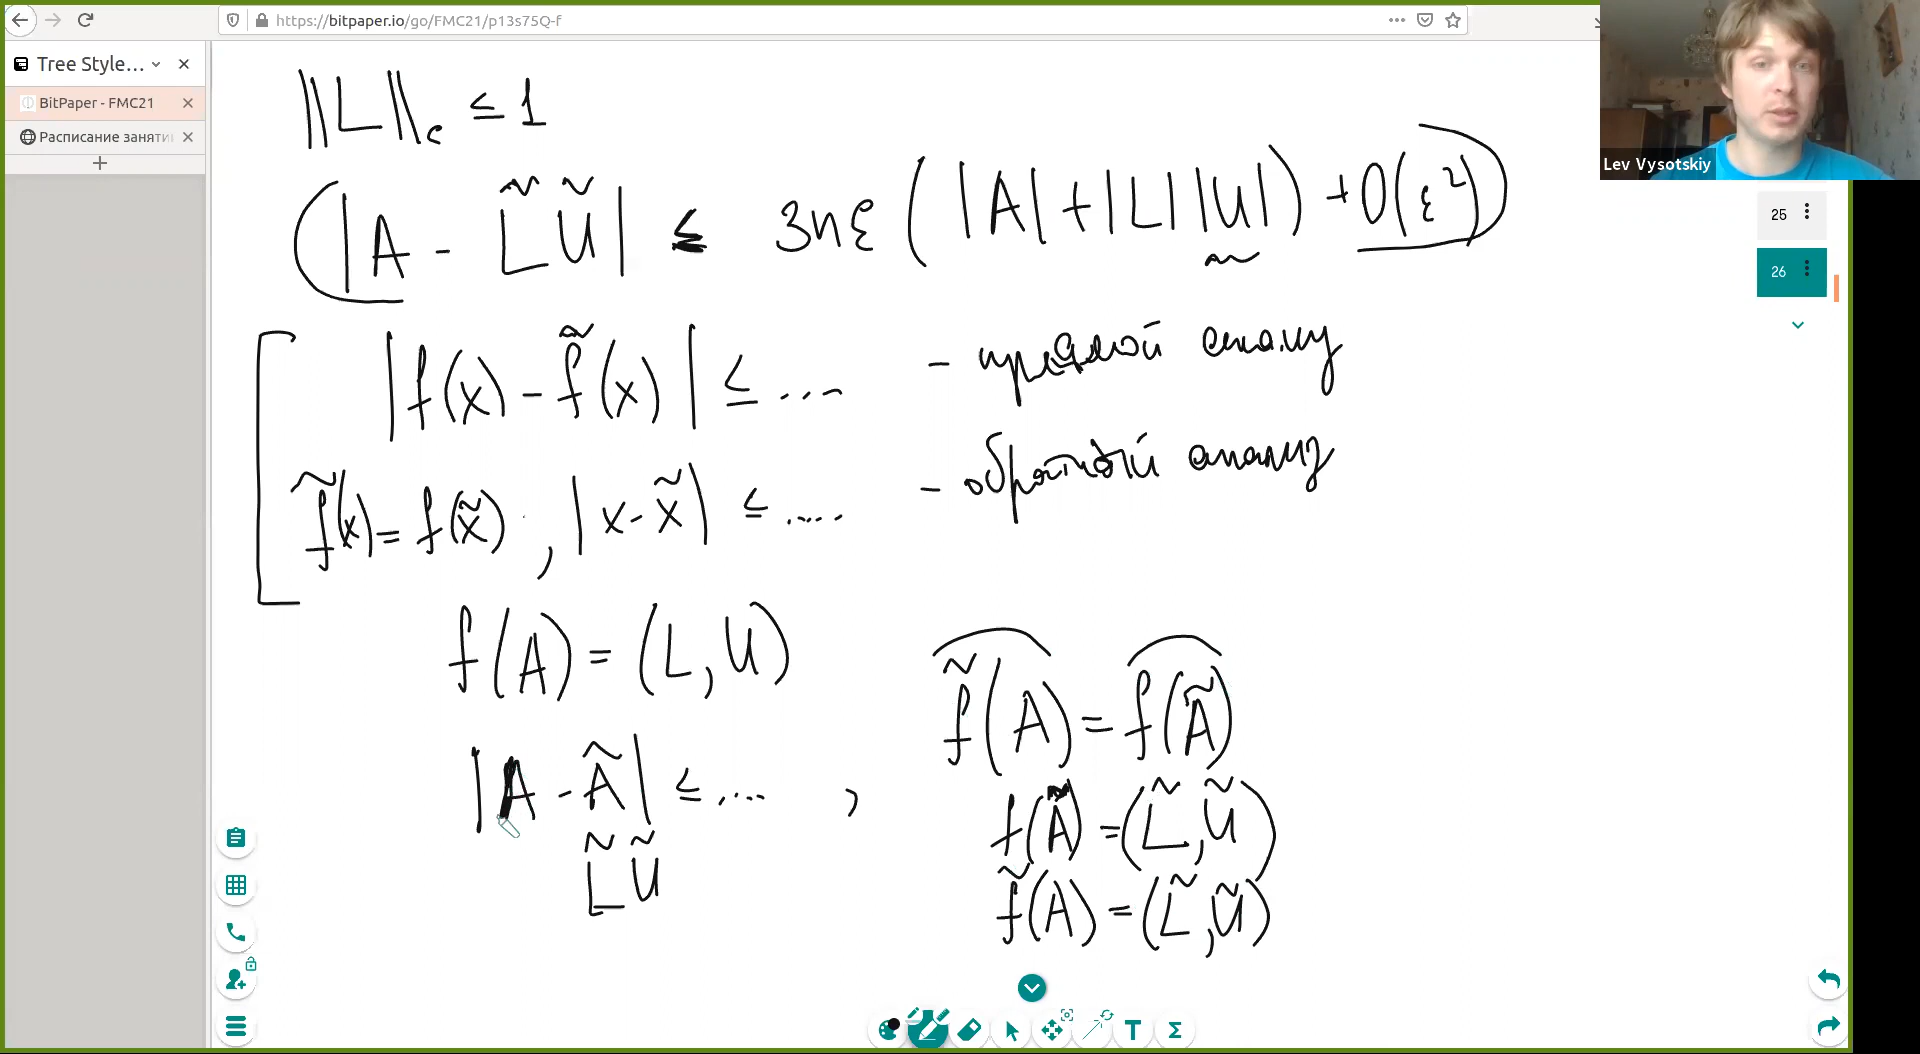 https://bitpaper.io/go/FMC21/p13s75Q-f
Tree Style...
BitPaper - FMC21
Расписание заняти
Lev Vysotskiy
25
26
||L||_c ≤ 1
|A - L̃Ũ| ≤ 3nε(|A| + |L||U|) + O(ε²)
|f(x) - f̃(x)| ≤ .... - прямой анализ
f̃(x) = f(x̃), |x - x̃| ≤ ..... - обратный анализ
f(A) = (L, U)
f̃(A) = f(Ã)
|A - Ã| ≤ .... ,
f(Ã) = (L̃, Ũ)
L̃Ũ
f̃(A) = (L̃, Ũ)
T
Σ